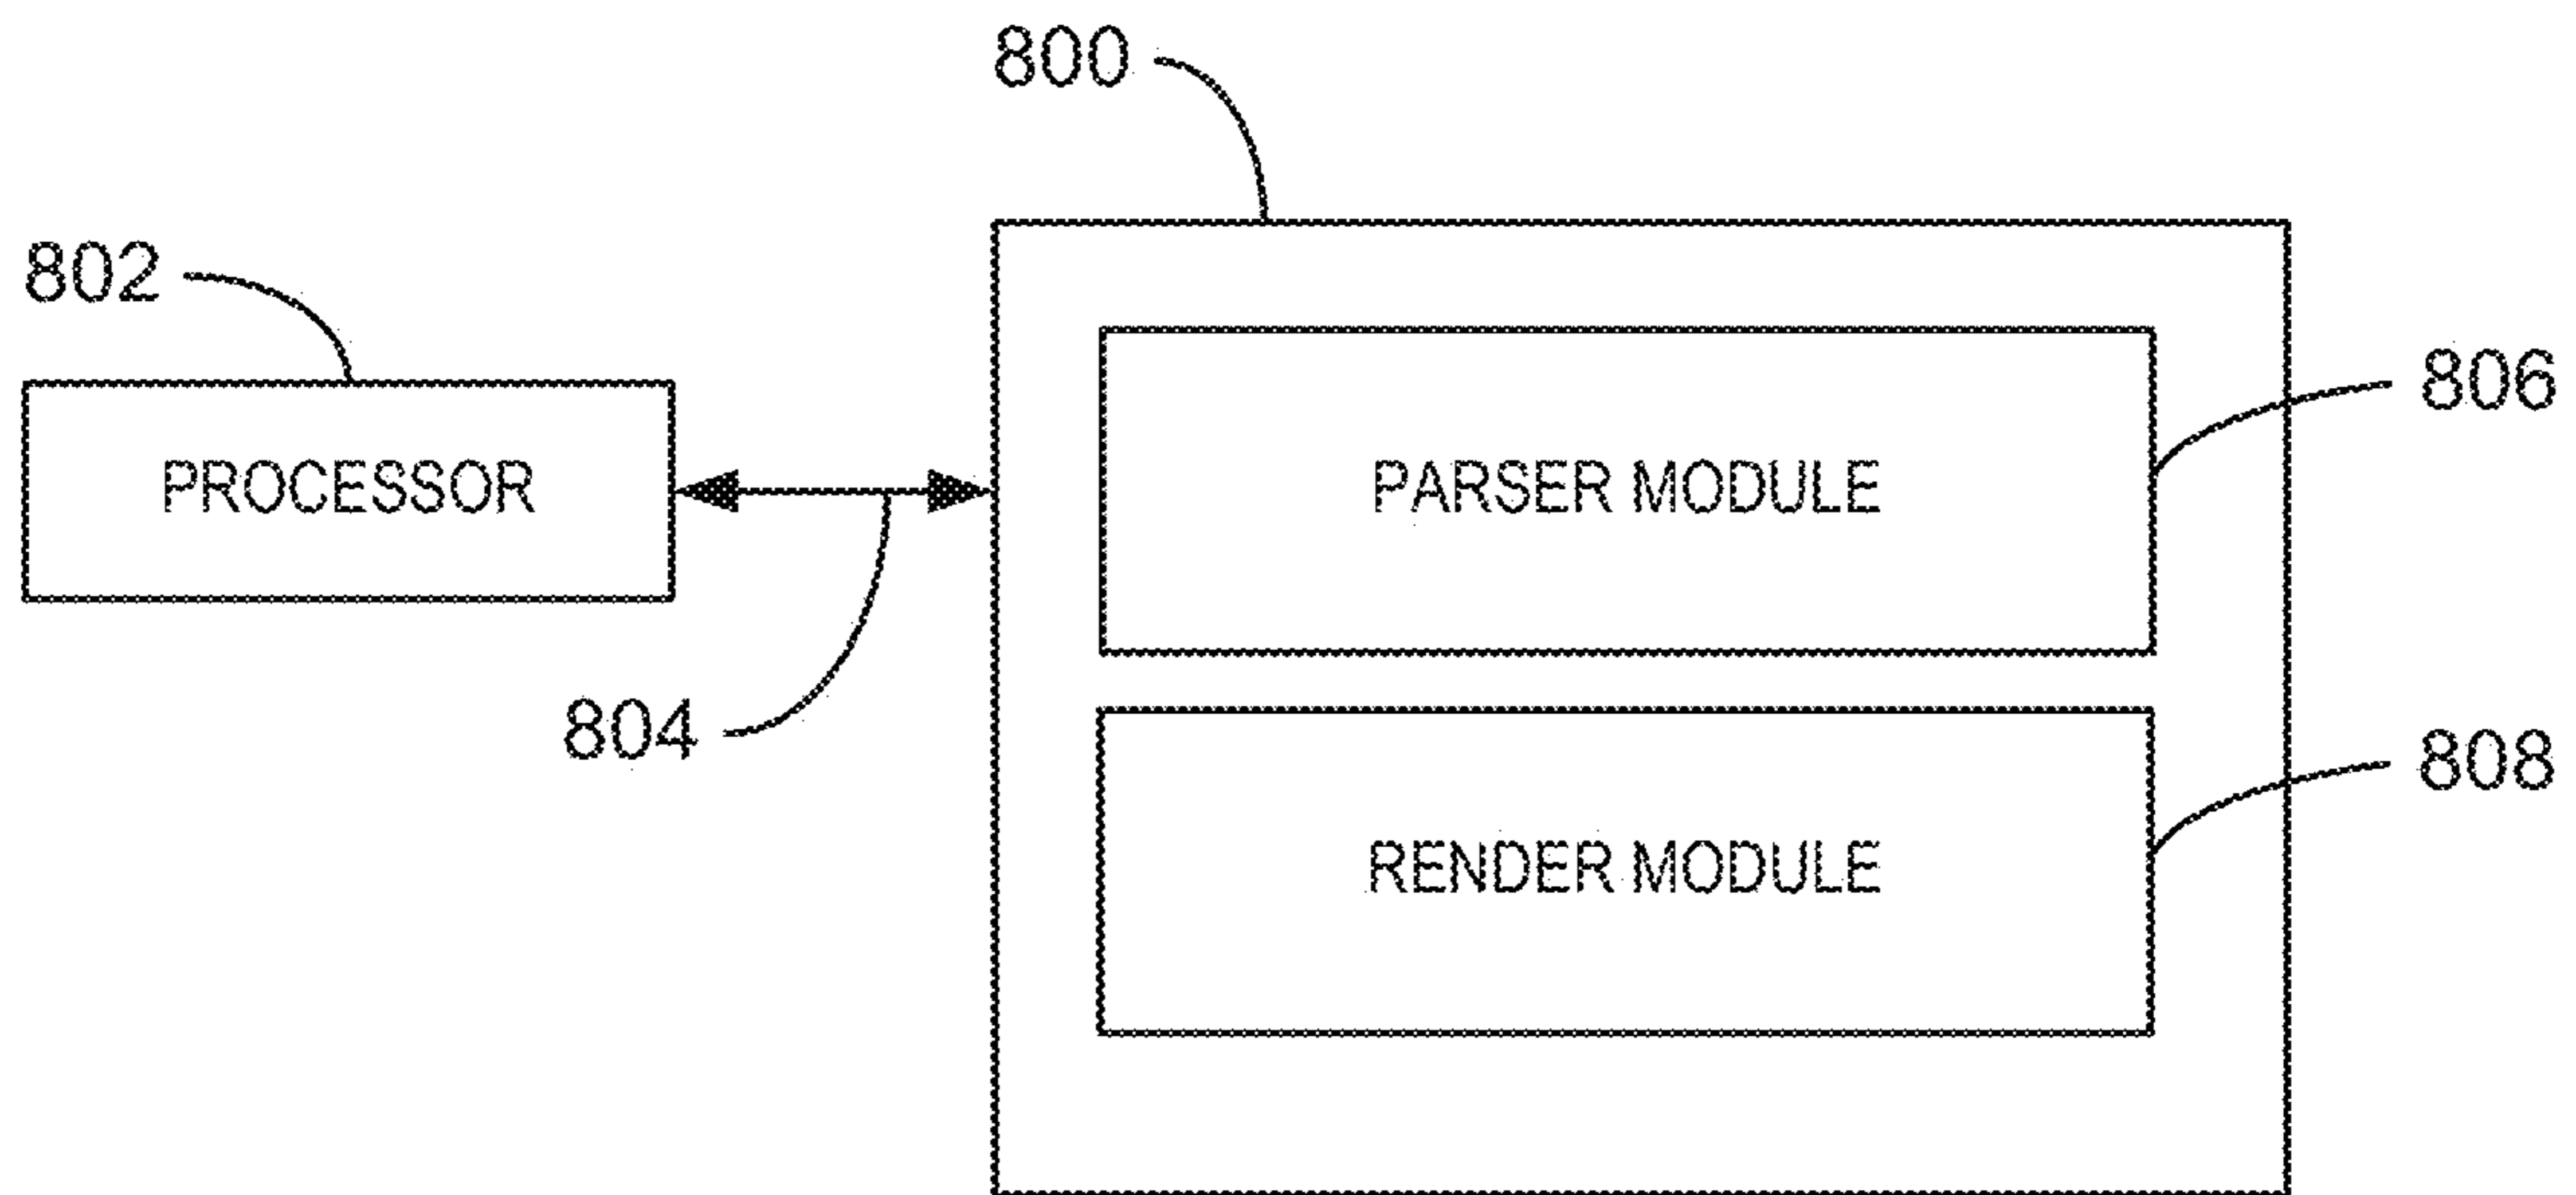 800
802
806
PROCESSOR
PARSER MODULE
804
808
RENDER MODULE